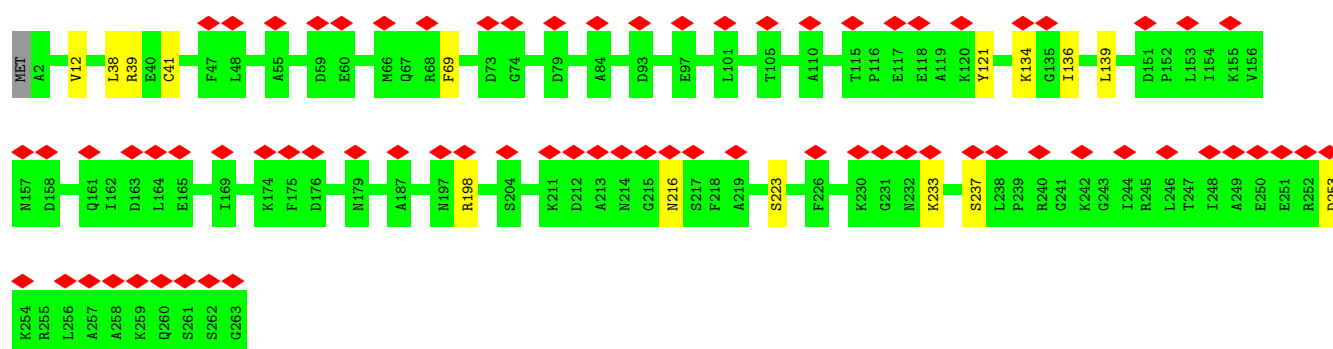 MET A2 V12 L38 R39 E40 C41 F47 L48 A55 D59 E60 M66 Q67 R68 F69 D73 G74 D79 A84 D93 E97 L101 T105 A110 T115 P116 E117 E118 A119 K120 Y121 K134 G135 I136 L139 D151 P152 L153 I154 K155 V156
N157 D158 Q161 I162 D163 L164 E165 I169 K174 F175 D176 N179 A187 N197 R198 S204 K211 D212 A213 N214 G215 N216 S217 F218 A219 S223 F226 K230 G231 N232 K233 S237 L238 P239 R240 G241 K242 G243 I244 R245 L246 T247 I248 A249 E250 E251 R252 D253
K254 R255 L256 A257 A258 K259 Q260 S261 S262 G263